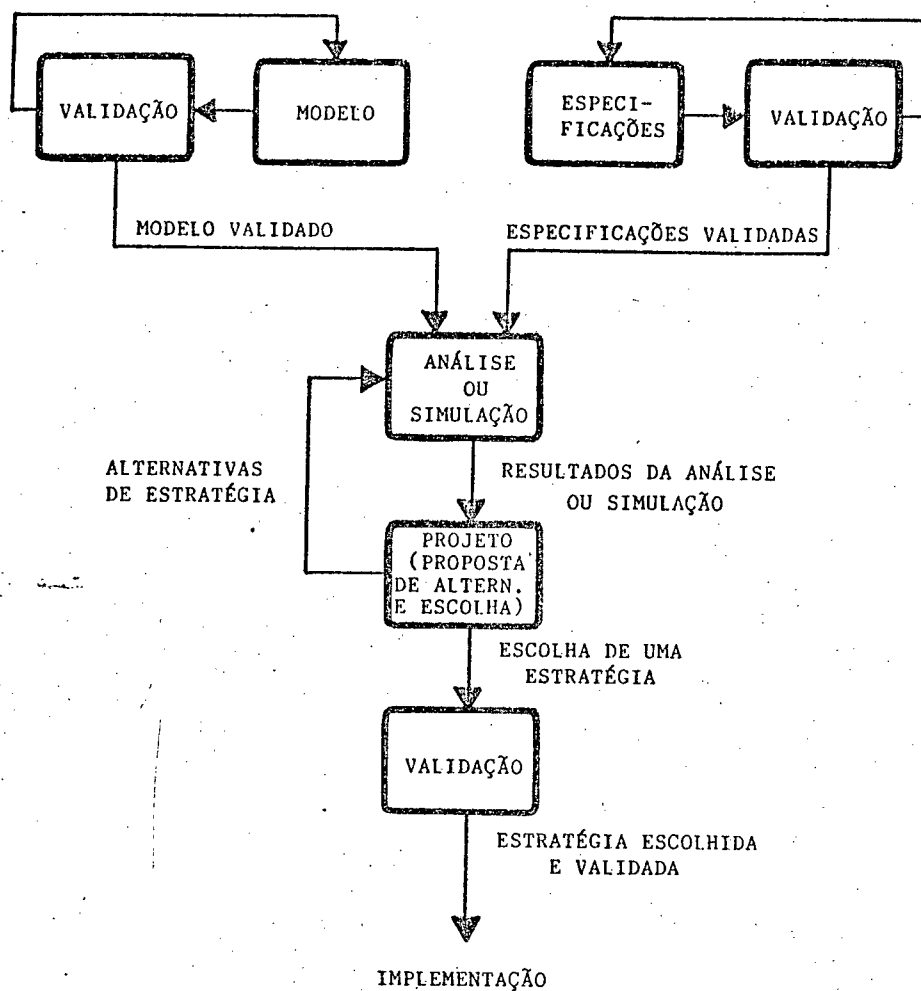 VALIDAÇÃO
MODELO
ESPECI-
FICAÇÕES
VALIDAÇÃO
MODELO VALIDADO
ESPECIFICAÇÕES VALIDADAS
ANÁLISE
OU
SIMULAÇÃO
ALTERNATIVAS
DE ESTRATÉGIA
RESULTADOS DA ANÁLISE
OU SIMULAÇÃO
PROJETO
(PROPOSTA
DE ALTERN.
E ESCOLHA)
ESCOLHA DE UMA
ESTRATÉGIA
VALIDAÇÃO
ESTRATÉGIA ESCOLHIDA
E VALIDADA
IMPLEMENTAÇÃO